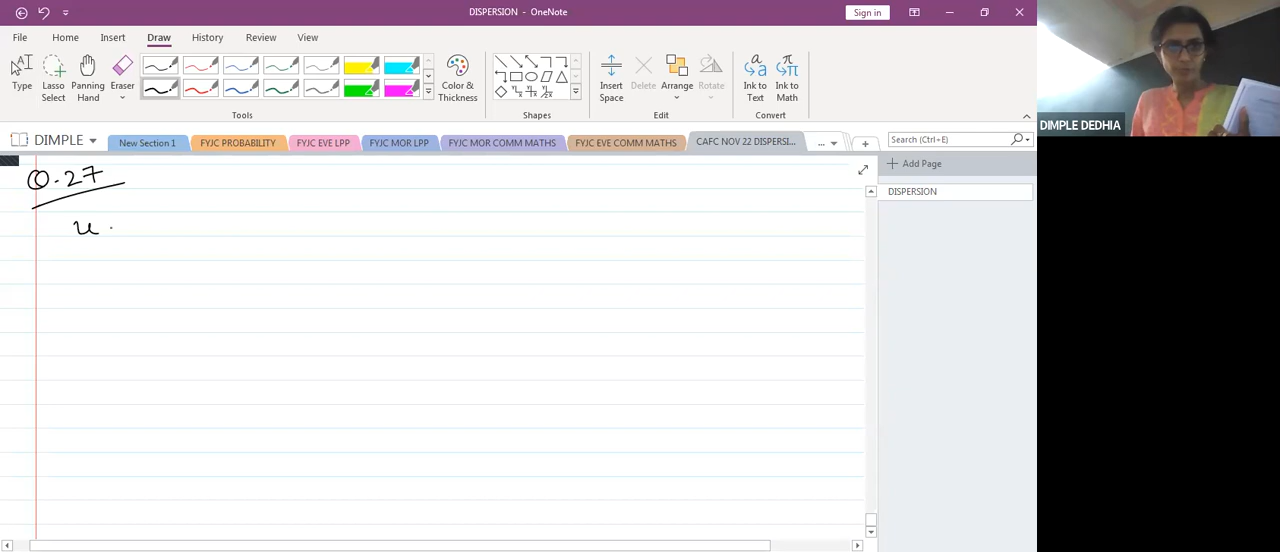 DISPERSION - OneNote
Sign in
File Home Insert Draw History Review View
Type
Lasso Select
Panning Hand
Eraser
Color & Thickness
Insert Space
Delete
Arrange
Rotate
Ink to Text
Ink to Math
Tools
Shapes
Edit
Convert
DIMPLE
New Section 1
FYJC PROBABILITY
FYJC EVE LPP
FYJC MOR LPP
FYJC MOR COMM MATHS
FYJC EVE COMM MATHS
CAFC NOV 22 DISPERSI...
...
Search (Ctrl+E)
Add Page
DISPERSION
Q.27
DIMPLE DEDHIA